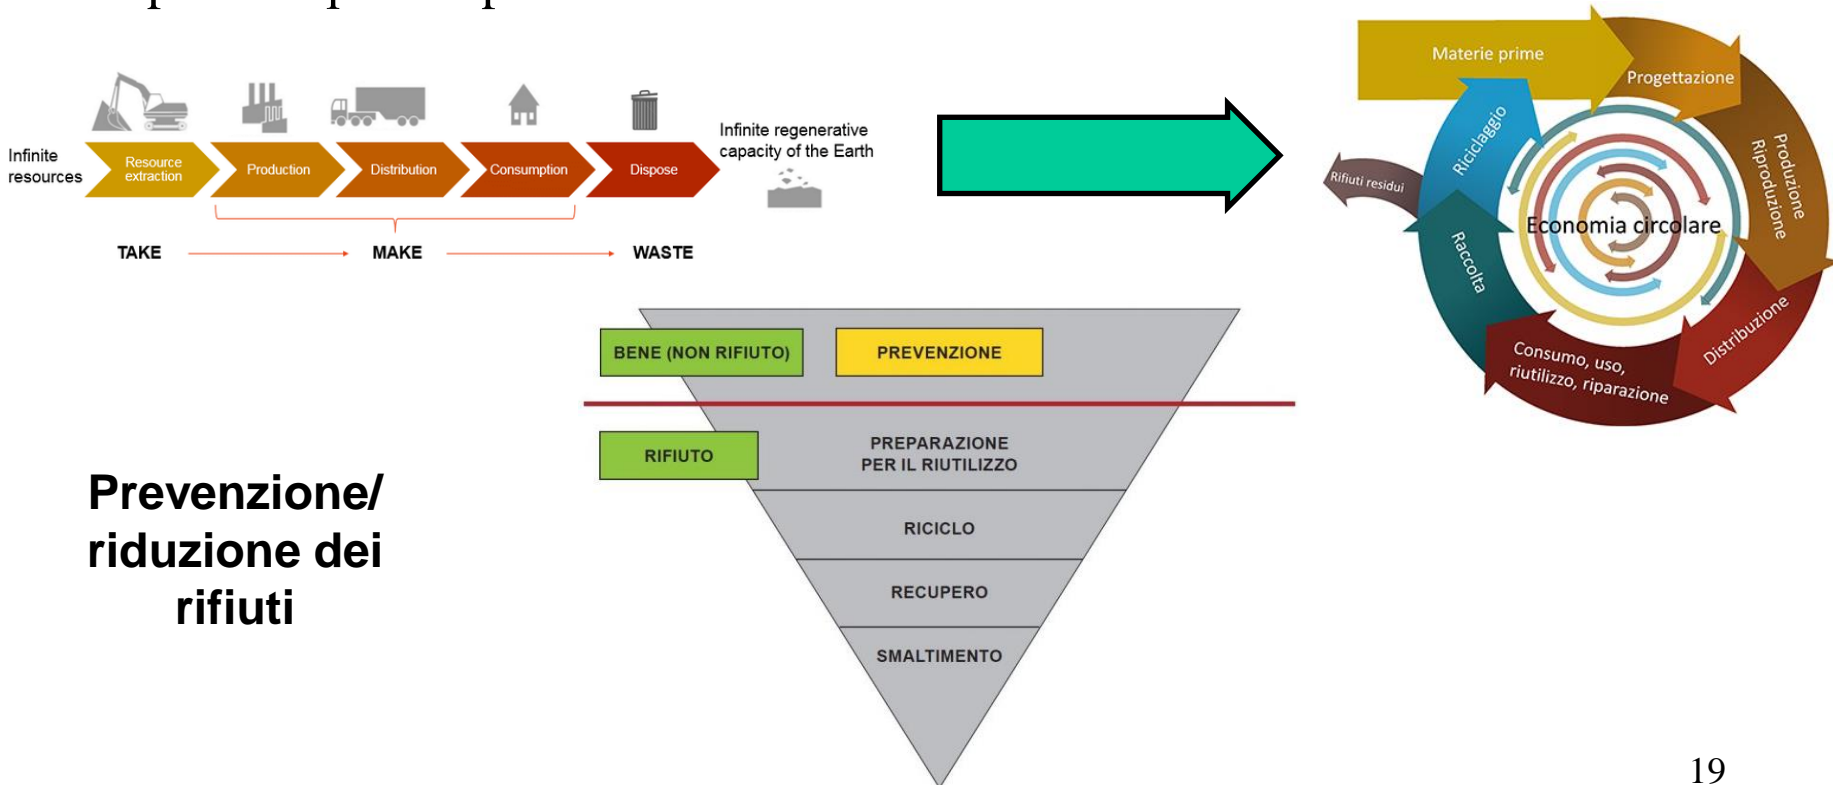 Infinite
resources
Resource
extraction
Production
Distribution
Consumption
Dispose
Infinite regenerative
capacity of the Earth
TAKE
MAKE
WASTE
Materie prime
Progettazione
Produzione
Riproduzione
Distribuzione
Consumo, uso,
riutilizzo, riparazione
Raccolta
Riciclaggio
Rifiuti residui
Economia circolare
BENE (NON RIFIUTO)
PREVENZIONE
RIFIUTO
PREPARAZIONE
PER IL RIUTILIZZO
RICICLO
RECUPERO
SMALTIMENTO
Prevenzione/
riduzione dei
rifiuti
19